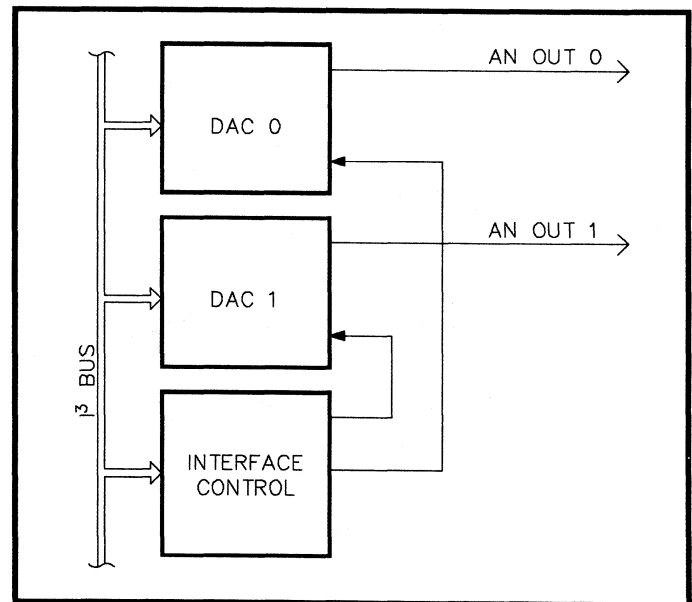 AN OUT 0
DAC 0
AN OUT 1
DAC 1
I³ BUS
INTERFACE
CONTROL